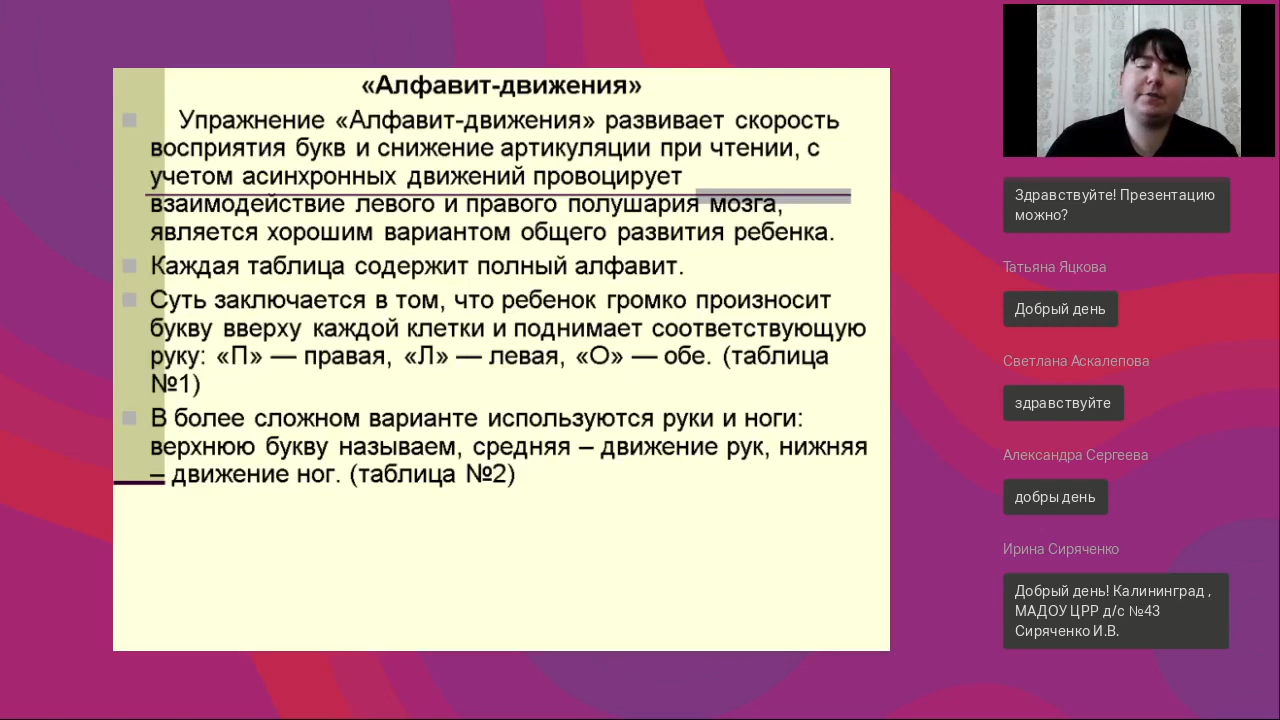 «Алфавит-движения»
Упражнение «Алфавит-движения» развивает скорость
восприятия букв и снижение артикуляции при чтении, с
учетом асинхронных движений провоцирует
взаимодействие левого и правого полушария мозга,
является хорошим вариантом общего развития ребенка.
Каждая таблица содержит полный алфавит.
Суть заключается в том, что ребенок громко произносит
букву вверху каждой клетки и поднимает соответствующую
руку: «П» — правая, «Л» — левая, «О» — обе. (таблица
№1)
В более сложном варианте используются руки и ноги:
верхнюю букву называем, средняя – движение рук, нижняя
– движение ног. (таблица №2)
Здравствуйте! Презентацию
можно?
Татьяна Яцкова
Добрый день
Светлана Аскалепова
здравствуйте
Александра Сергеева
добры день
Ирина Сиряченко
Добрый день! Калининград ,
МАДОУ ЦРР д/с №43
Сиряченко И.В.